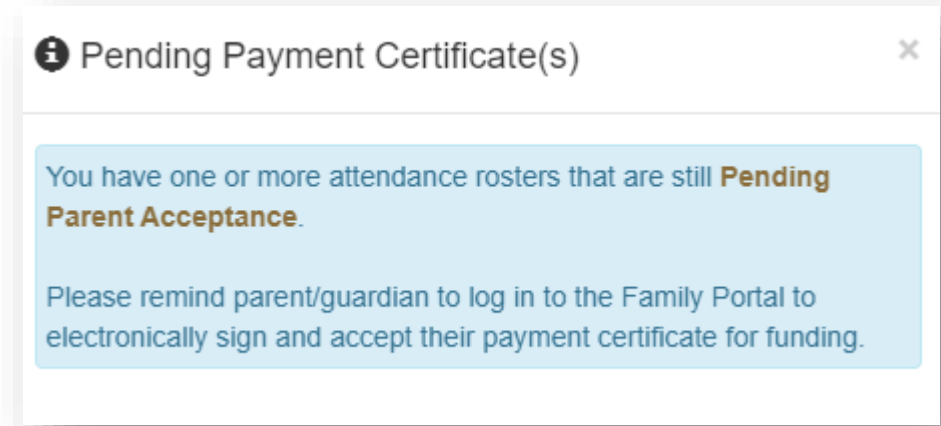 Pending Payment Certificate(s)
You have one or more attendance rosters that are still Pending
Parent Acceptance.
Please remind parent/guardian to log in to the Family Portal to
electronically sign and accept their payment certificate for funding.